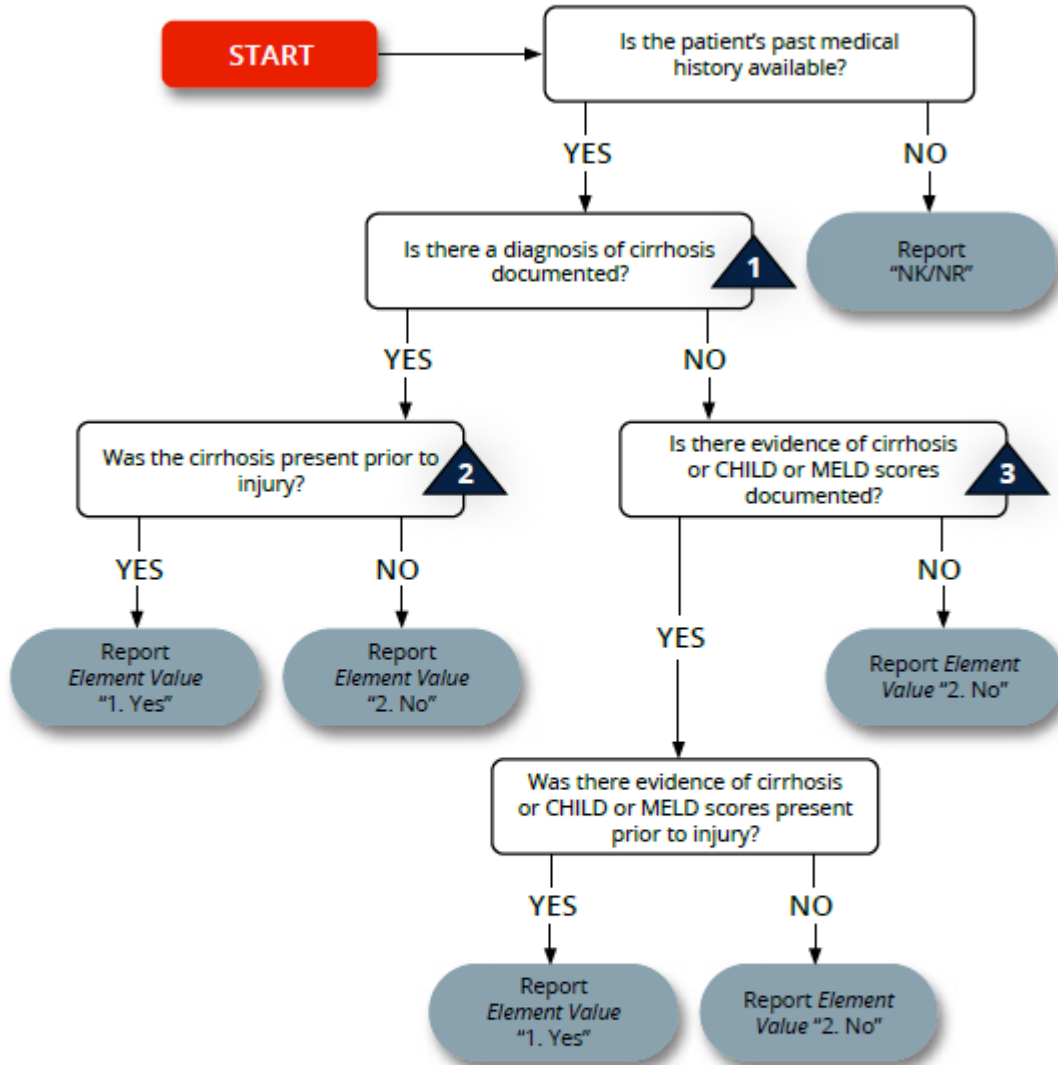 START
Is the patient’s past medical
history available?
YES
NO
Is there a diagnosis of cirrhosis
documented?
1
Report
“NK/NR”
YES
NO
Was the cirrhosis present prior to
injury?
2
Is there evidence of cirrhosis
or CHILD or MELD scores
documented?
3
YES
NO
YES
NO
Report
Element Value
“1. Yes”
Report
Element Value
“2. No”
Report Element
Value “2. No”
Was there evidence of cirrhosis
or CHILD or MELD scores present
prior to injury?
YES
NO
Report
Element Value
“1. Yes”
Report Element
Value “2. No”